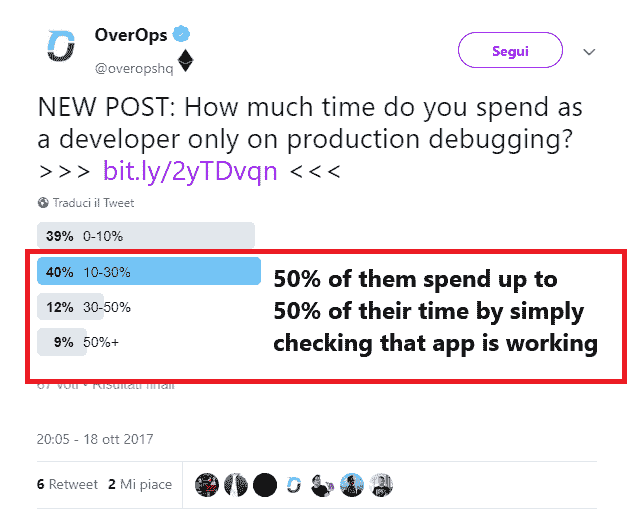 OverOps
@overopshq
Segui
NEW POST: How much time do you spend as
a developer only on production debugging?
>>> bit.ly/2yTDvqn <<<
Traduci il Tweet
39% 0-10%
40% 10-30%
12% 30-50%
9% 50%+
50% of them spend up to
50% of their time by simply
checking that app is working
67 voti • Risultati finali
20:05 - 18 ott 2017
6 Retweet 2 Mi piace